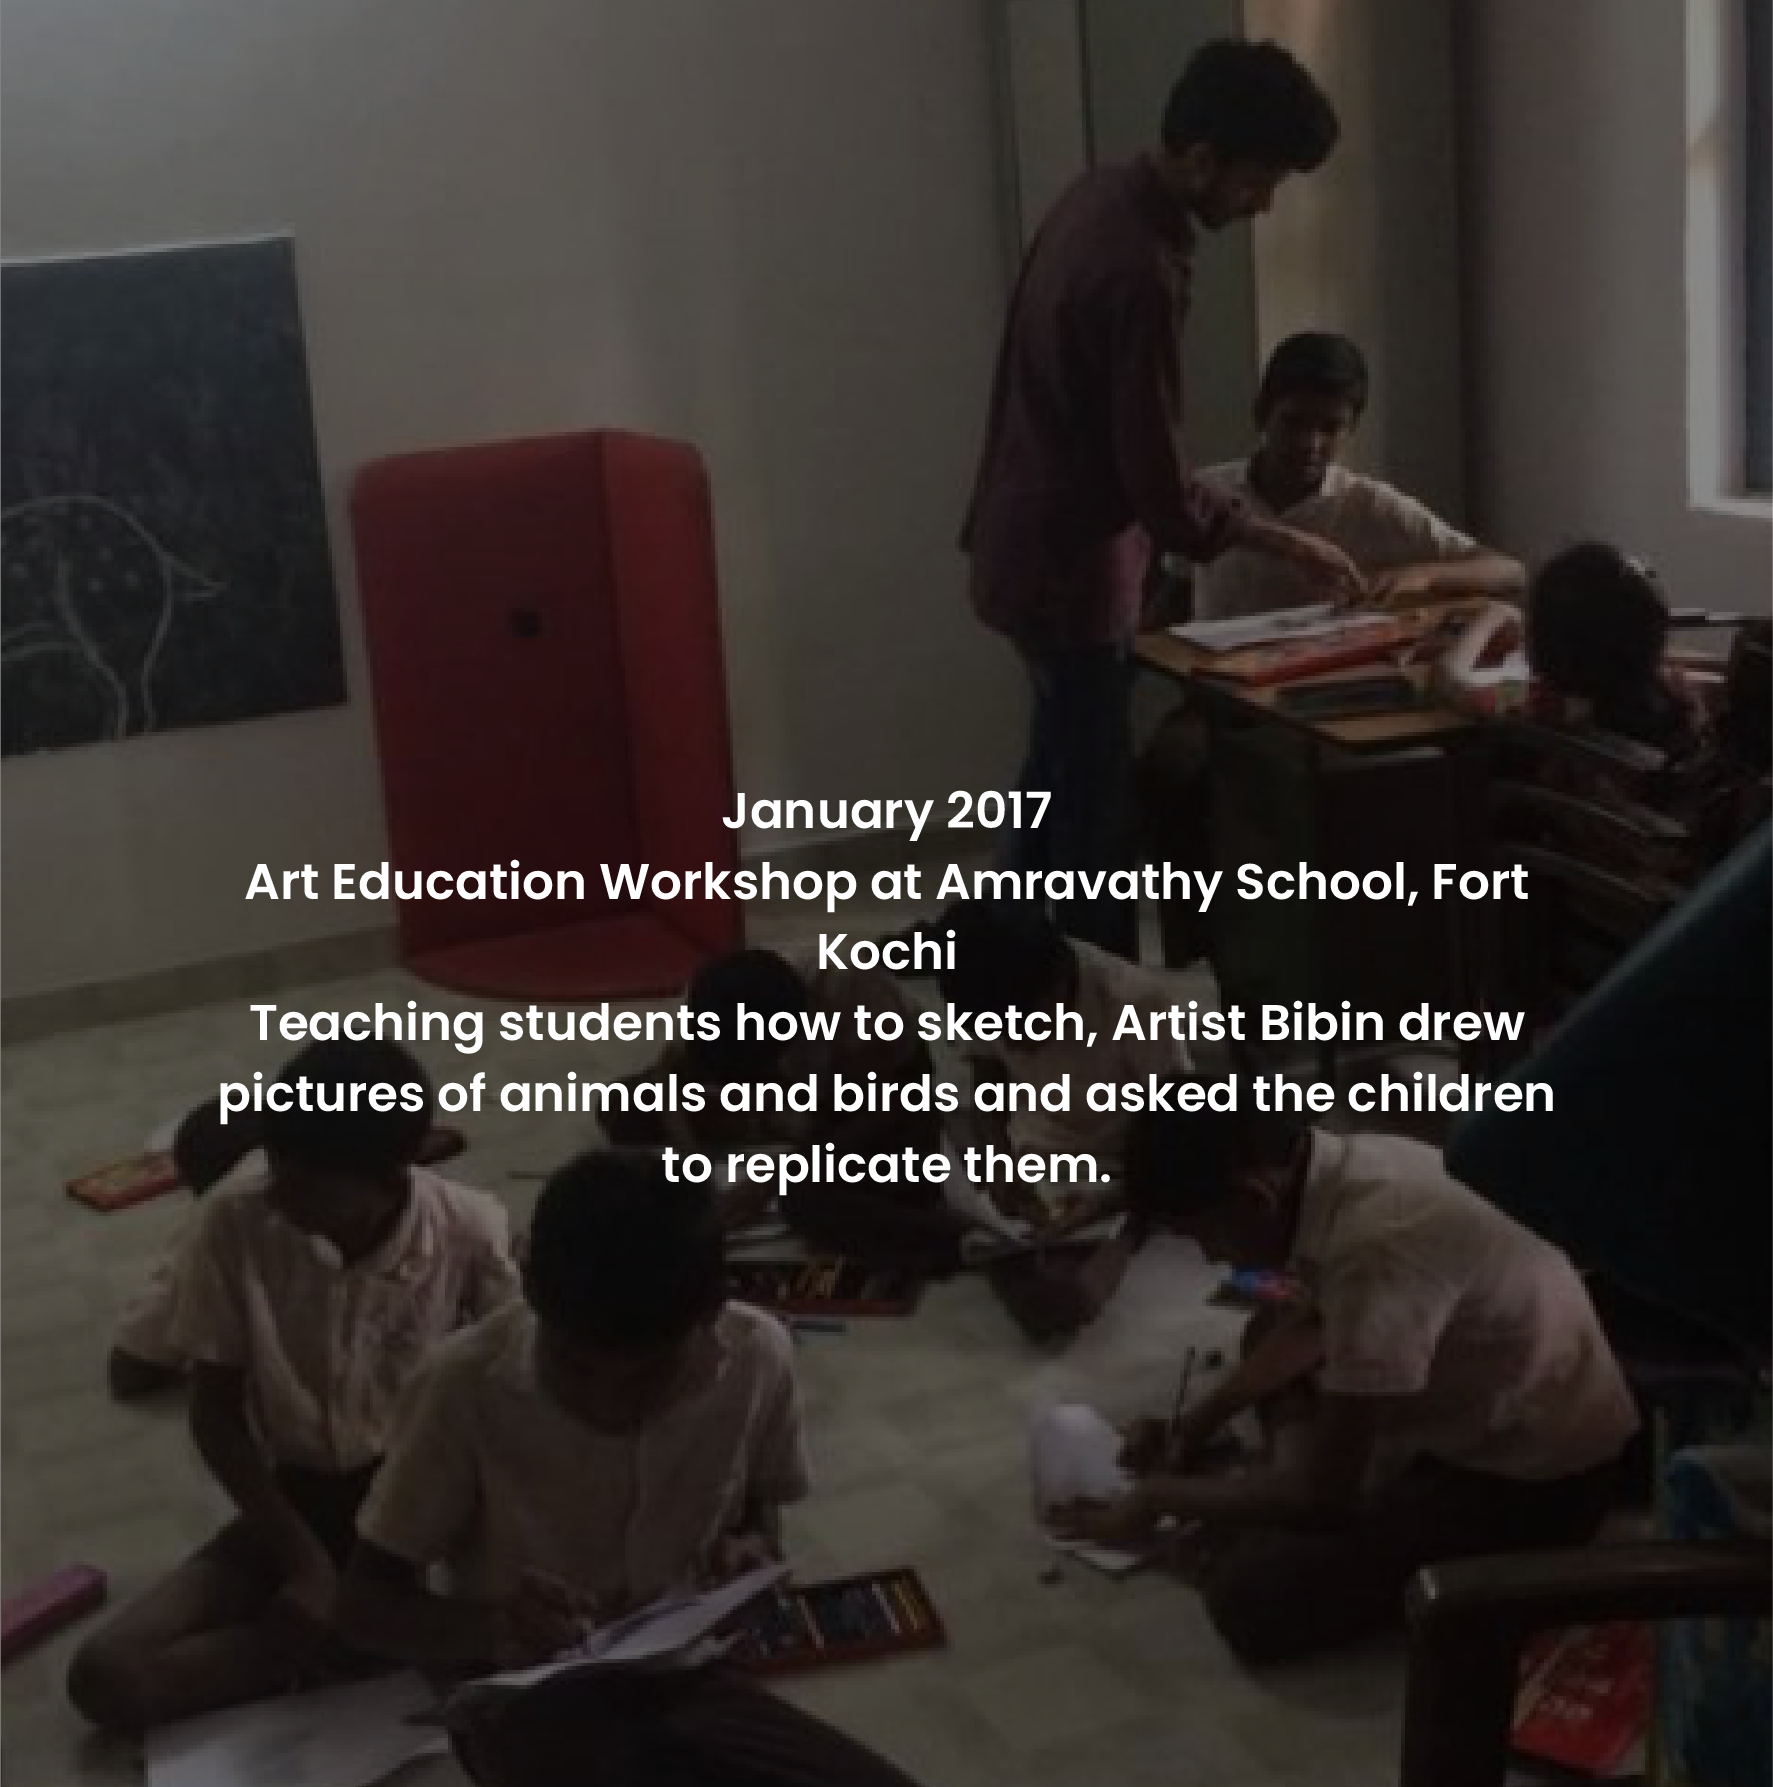 January 2017
Art Education Workshop at Amravathy School, Fort
Kochi
Teaching students how to sketch, Artist Bibin drew
pictures of animals and birds and asked the children
to replicate them.